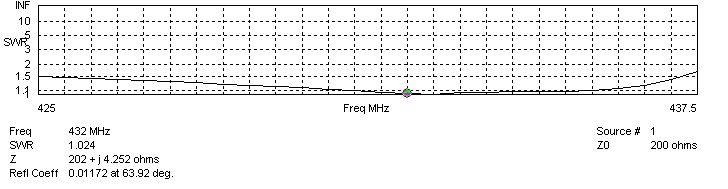 INF
10
5
3
SWR
2
1.5
1.1
1
425 Freq MHz 437.5
Freq 432 MHz Source # 1
SWR 1.024 Z0 200 ohms
Z 202 + j 4.252 ohms
Refl Coeff 0.01172 at 63.92 deg.